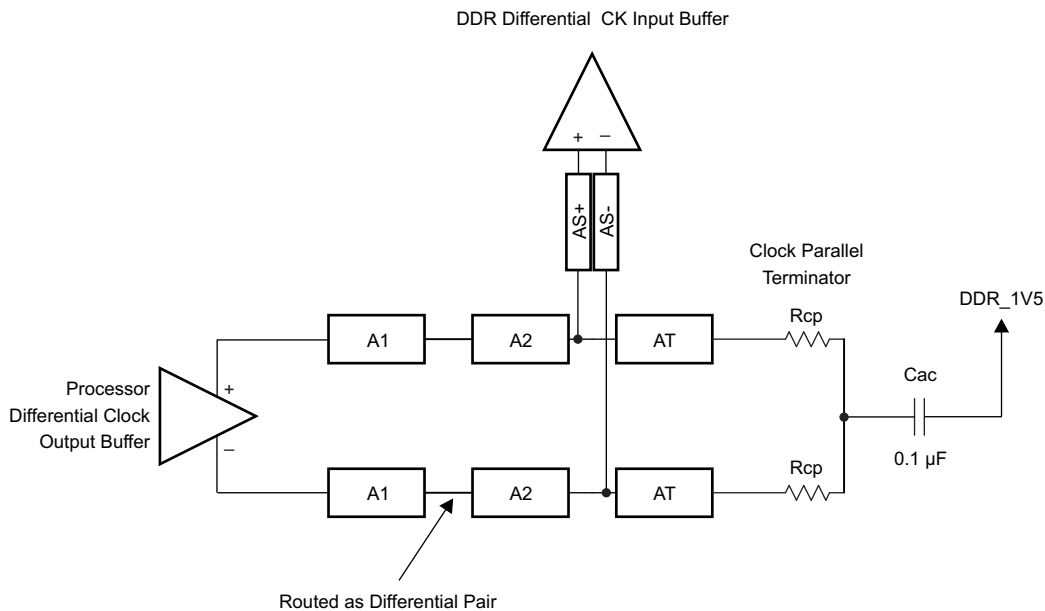 DDR Differential CK Input Buffer
+ –
AS+
AS-
Clock Parallel
Terminator
DDR_1V5
Rcp
A1
A2
AT
Cac
Processor
Differential Clock
Output Buffer
+
–
0.1 µF
Rcp
A1
A2
AT
Routed as Differential Pair